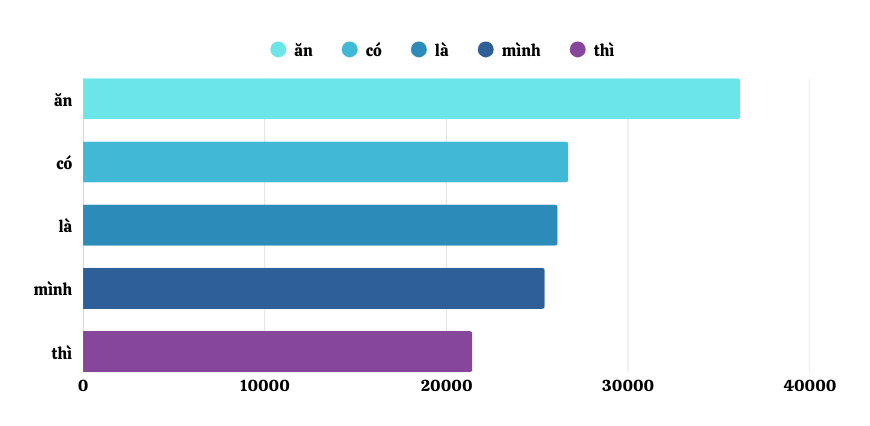 ăn có là mình thì
ăn
có
là
mình
thì
0 10000 20000 30000 40000